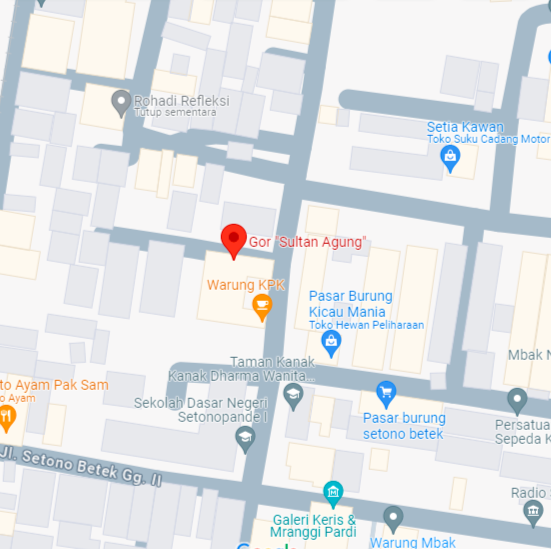 Rohadi Refleksi
Tutup sementara
Setia Kawan
Toko Suku Cadang Motor
Gor "Sultan Agung"
Warung KPK
Pasar Burung
Kicau Mania
Toko Hewan Peliharaan
Taman Kanak
Kanak Dharma Wanita...
Mbak N
to Ayam Pak Sam
o Ayam
Sekolah Dasar Negeri
Setonopande I
Pasar burung
setono betek
Persatua
Sepeda K
Jl. Setono Betek Gg. II
Radio S
Galeri Keris &
Mranggi Pardi
Warung Mbak